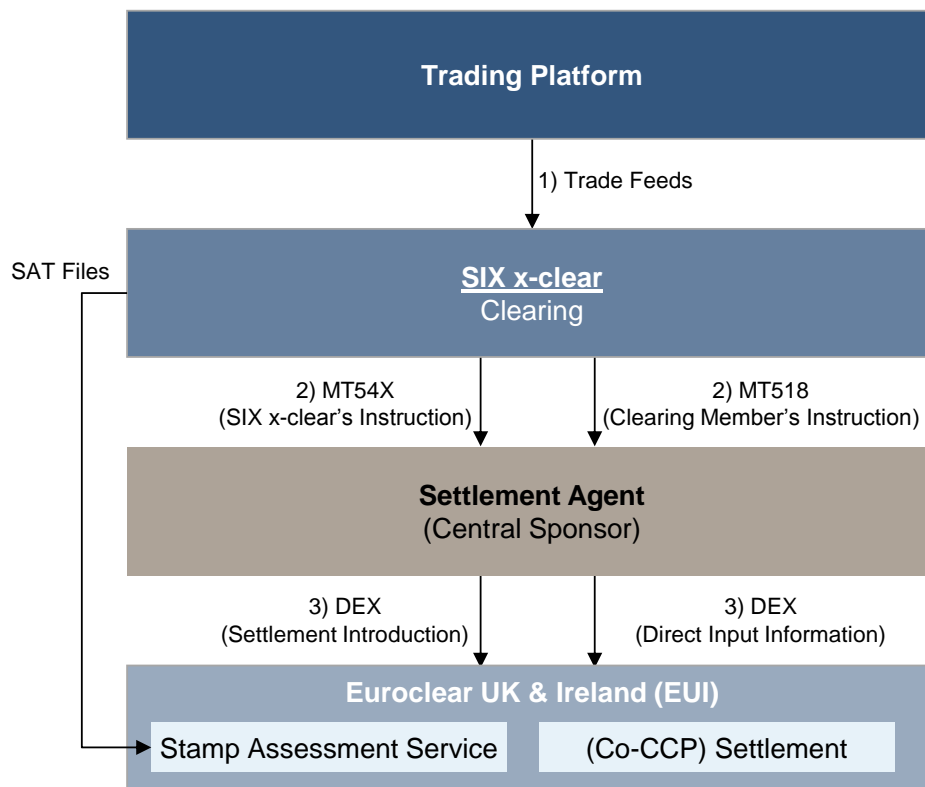 Trading Platform
1) Trade Feeds
SAT Files
SIX x-clear
Clearing
2) MT54X
(SIX x-clear’s Instruction)
2) MT518
(Clearing Member’s Instruction)
Settlement Agent
(Central Sponsor)
3) DEX
(Settlement Introduction)
3) DEX
(Direct Input Information)
Euroclear UK & Ireland (EUI)
Stamp Assessment Service
(Co-CCP) Settlement